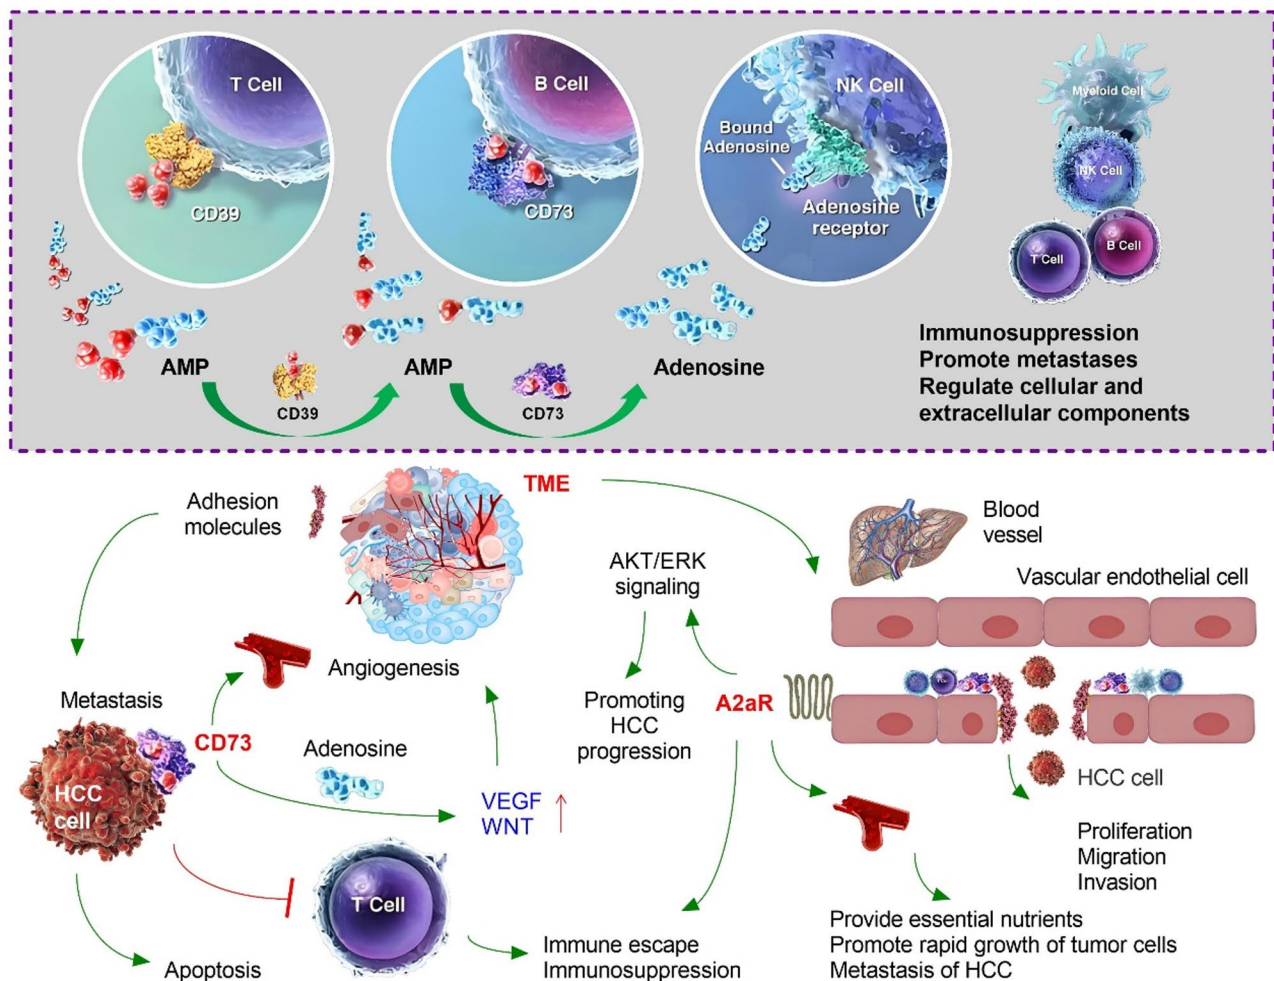 T Cell
CD39
B Cell
CD73
NK Cell
Bound
Adenosine
Adenosine
receptor
Myeloid Cell
NK Cell
T Cell
B Cell
AMP
CD39
AMP
CD73
Adenosine
Immunosuppression
Promote metastases
Regulate cellular and
extracellular components
Adhesion
molecules
TME
Blood
vessel
AKT/ERK
signaling
Vascular endothelial cell
Angiogenesis
Metastasis
CD73
Adenosine
Promoting
HCC
progression
A2aR
HCC
cell
VEGF
WNT
HCC cell
Proliferation
Migration
Invasion
T Cell
Apoptosis
Immune escape
Immunosuppression
Provide essential nutrients
Promote rapid growth of tumor cells
Metastasis of HCC